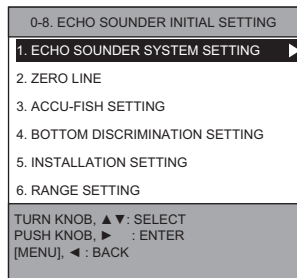 0-8. ECHO SOUNDER INITIAL SETTING
1. ECHO SOUNDER SYSTEM SETTING ▶
2. ZERO LINE
3. ACCU-FISH SETTING
4. BOTTOM DISCRIMINATION SETTING
5. INSTALLATION SETTING
6. RANGE SETTING
TURN KNOB, ▲▼: SELECT
PUSH KNOB, ▶ : ENTER
[MENU], ◀ : BACK